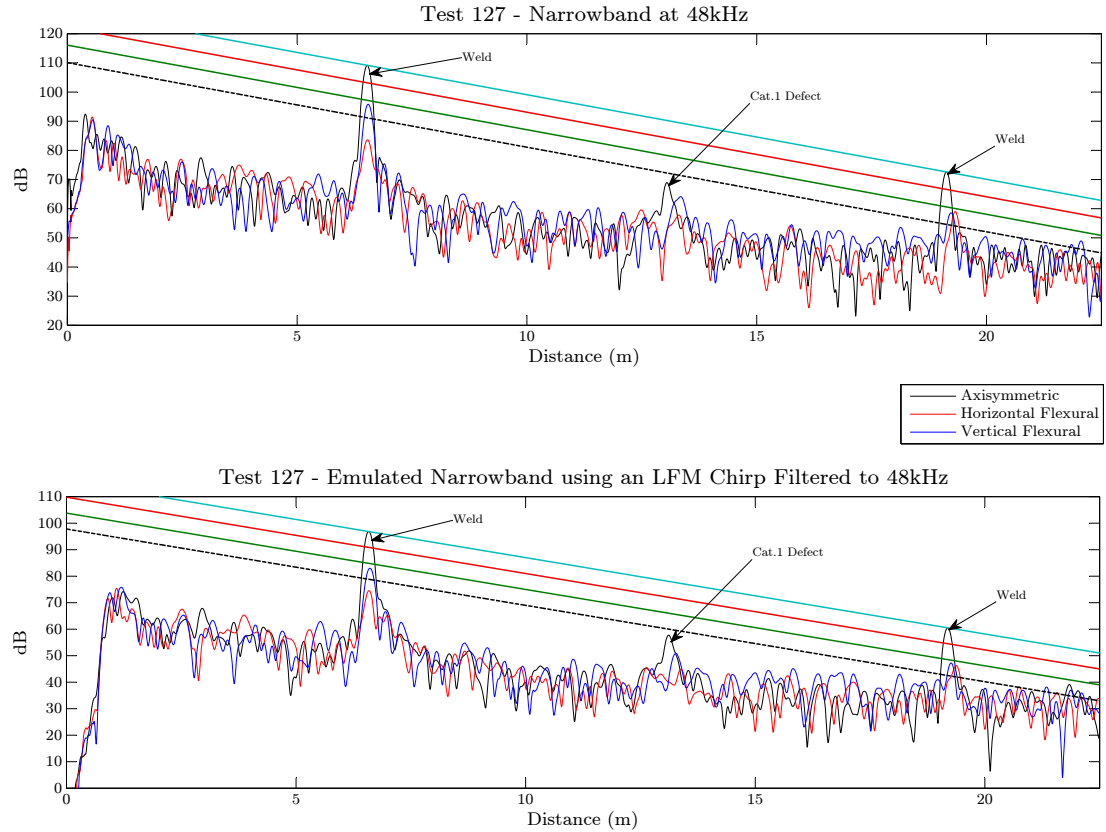 Test 127 - Narrowband at 48kHz
120
110
100
90
80
70
60
50
40
30
20
dB
Weld
Cat.1 Defect
Weld
0
5
10
15
20
Distance (m)
Axisymmetric
Horizontal Flexural
Vertical Flexural
Test 127 - Emulated Narrowband using an LFM Chirp Filtered to 48kHz
110
100
90
80
70
60
50
40
30
20
10
0
dB
Weld
Cat.1 Defect
Weld
0
5
10
15
20
Distance (m)